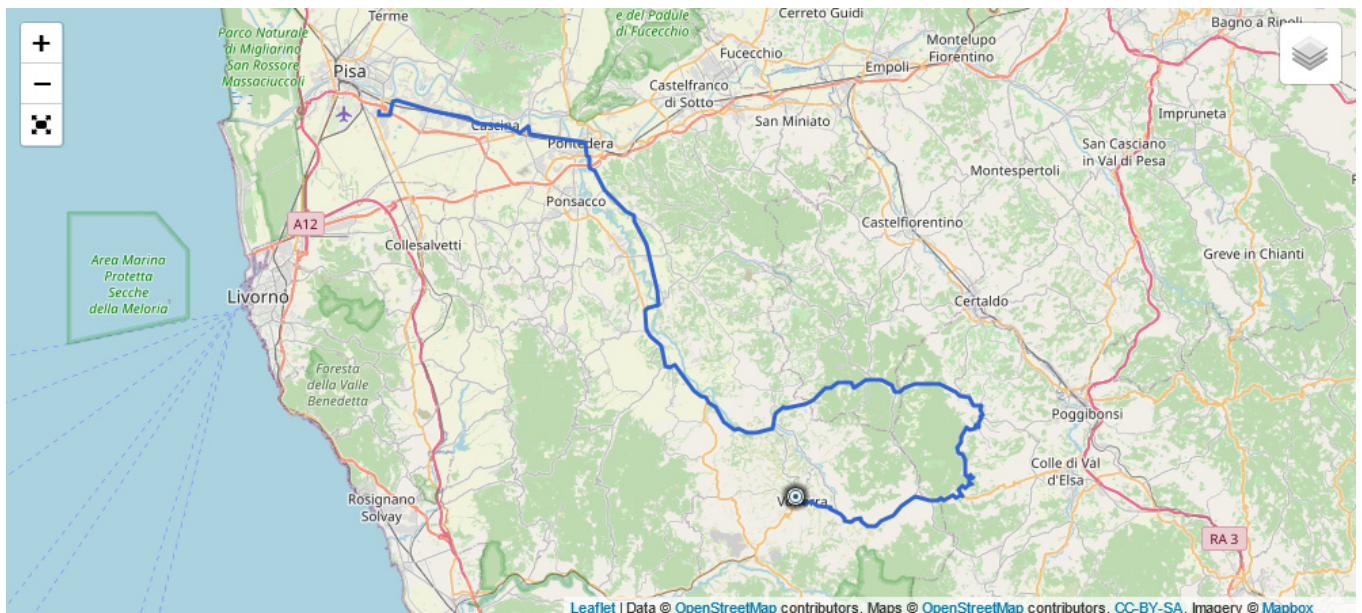 Terme
e del Padule
di Fucecchio
Cerreto Guidi
Bagno a Ripoli
Parco Naturale
di Migliarino
San Rossore
Massaciuccoli
+
−
Pisa
Fucecchio
Montelupo
Fiorentino
Empoli
Castelfranco
di Sotto
Impruneta
Cascina
San Miniato
Pontedera
San Casciano
in Val di Pesa
Montespertoli
Ponsacco
A12
Castelfiorentino
Collesalvetti
Greve in Chianti
Area Marina
Protetta
Secche
della Meloria
Livorno
Certaldo
Foresta
della Valle
Benedetta
Poggibonsi
Colle di Val
d'Elsa
Rosignano
Solvay
RA 3
Leaflet | Data © OpenStreetMap contributors, Maps © OpenStreetMap contributors, CC-BY-SA, Imagery © Mapbox